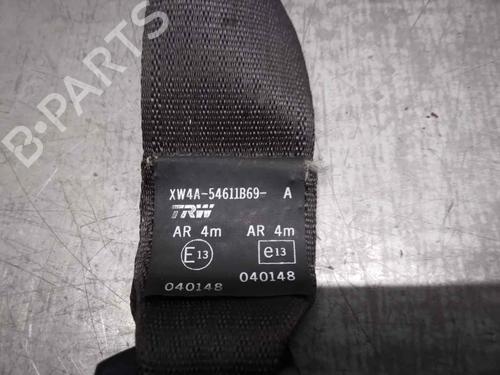 B-PARTS
XW4A-54611B69- A
TRW
AR 4m AR 4m
E13 e13
040148 040148